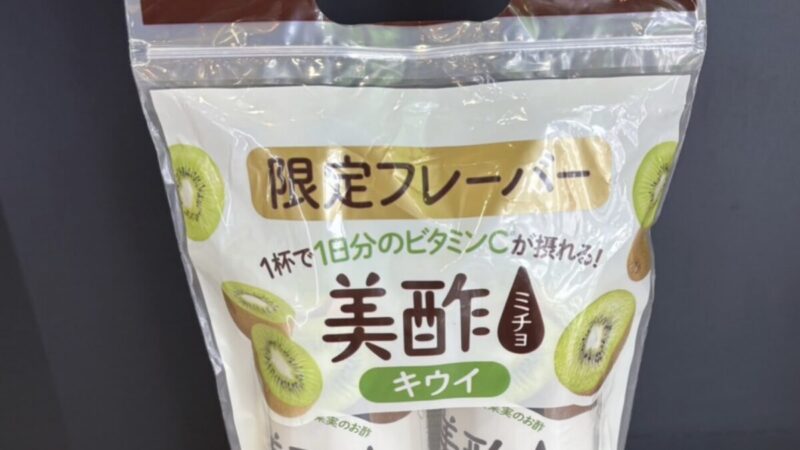 限定フレーバー
1杯で1日分のビタミンCが摂れる!
美酢
ミチョ
キウイ
果実のお酢
果実のお酢
美酢